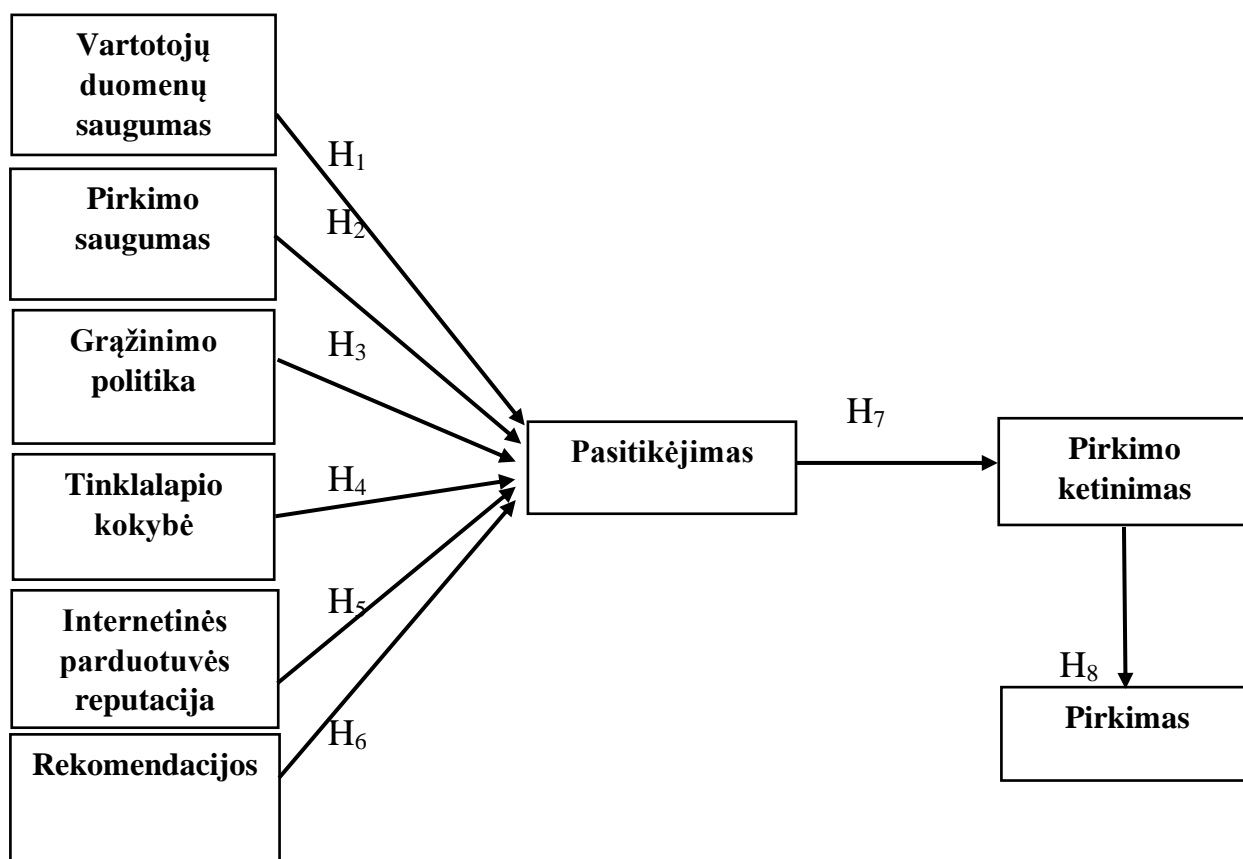 Vartotojų
duomenų
saugumas
H₁
Pirkimo
saugumas
H₂
Grąžinimo
politika
H₃
Tinklalapio
kokybė
H₄
Internetinės
parduotuvės
reputacija
H₅
Rekomendacijos
H₆
Pasitikėjimas
H₇
Pirkimo
ketinimas
H₈
Pirkimas